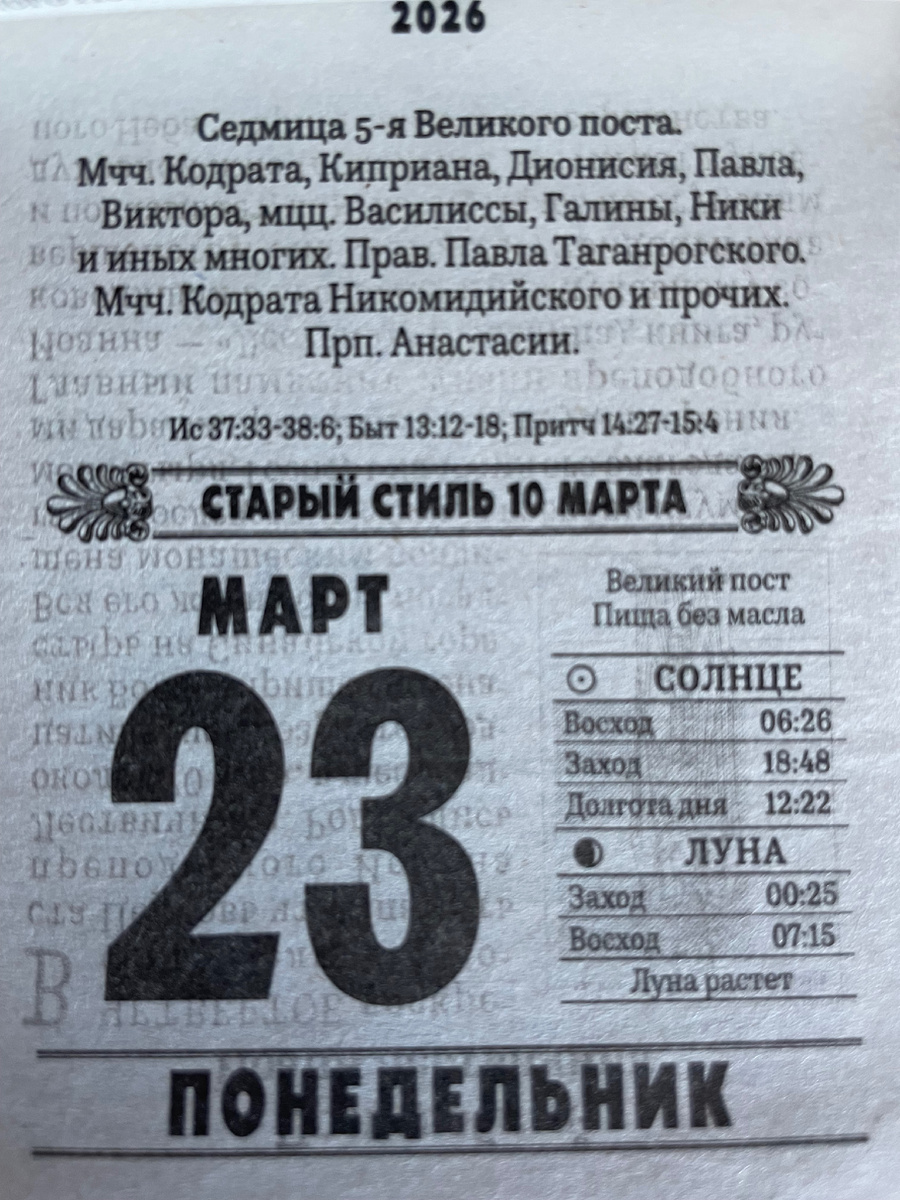 2026
Седмица 5-я Великого поста.
Мчч. Кодрата, Киприана, Дионисия, Павла,
Виктора, мцц. Василиссы, Галины, Ники
и иных многих. Прав. Павла Таганрогского.
Мчч. Кодрата Никомидийского и прочих.
Прп. Анастасии.
Ис 37:33-38:6; Быт 13:12-18; Притч 14:27-15:4
СТАРЫЙ СТИЛЬ 10 МАРТА
МАРТ
23
Великий пост
Пища без масла
СОЛНЦЕ
Восход 06:26
Заход 18:48
Долгота дня 12:22
ЛУНА
Заход 00:25
Восход 07:15
Луна растет
ПОНЕДЕЛЬНИК